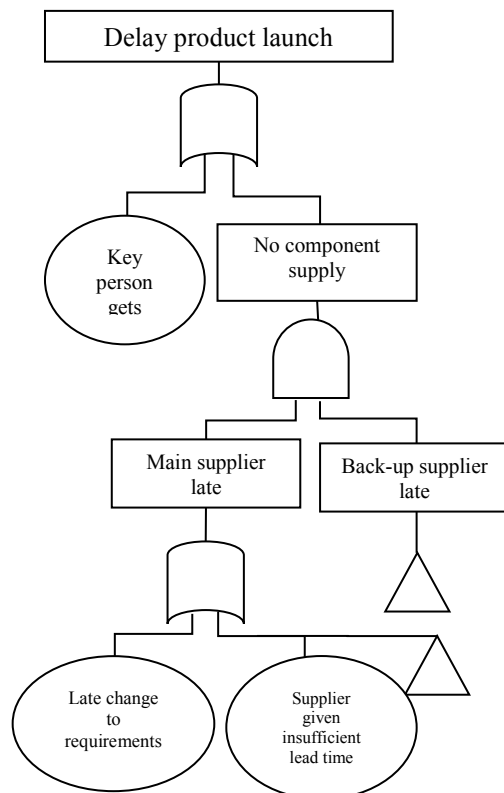 Delay product launch
Key
person
gets
No component
supply
Main supplier
late
Back-up supplier
late
Late change
to
requirements
Supplier
given
insufficient
lead time